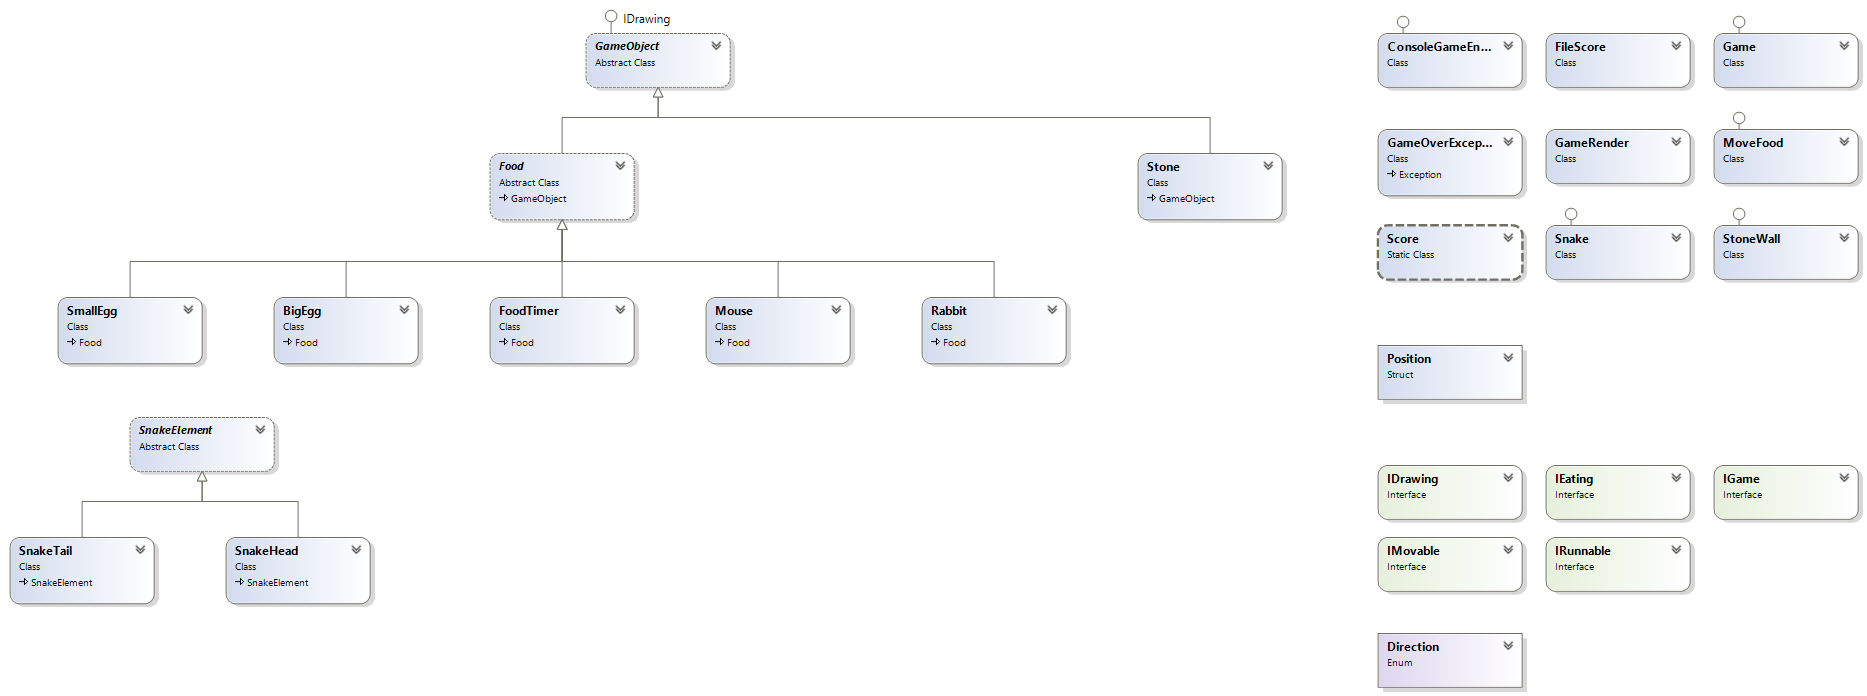 IDrawing
GameObject
Abstract Class
Food
Abstract Class
GameObject
Stone
Class
GameObject
SmallEgg
Class
Food
BigEgg
Class
Food
FoodTimer
Class
Food
Mouse
Class
Food
Rabbit
Class
Food
SnakeElement
Abstract Class
SnakeTail
Class
SnakeElement
SnakeHead
Class
SnakeElement
ConsoleGameEn...
Class
FileScore
Class
Game
Class
GameOverExcep...
Class
Exception
GameRender
Class
MoveFood
Class
Score
Static Class
Snake
Class
StoneWall
Class
Position
Struct
IDrawing
Interface
IEating
Interface
IGame
Interface
IMovable
Interface
IRunnable
Interface
Direction
Enum